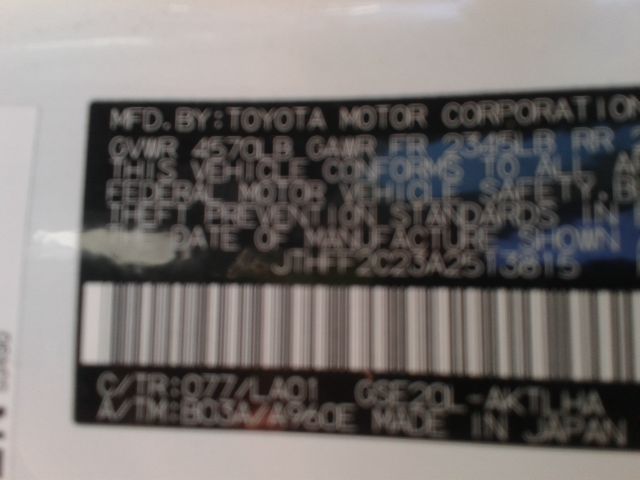 MFD. BY: TOYOTA MOTOR CORPORATION
GVWR 4570LB GAWR FR 2345LB RR
THIS VEHICLE CONFORMS TO ALL
FEDERAL MOTOR VEHICLE SAFETY,
THEFT PREVENTION STANDARDS IN
THE DATE OF MANUFACTURE SHOWN
C/TR:077/LA01 GSE20L-AKTLHA
A/TM:B03A/A960E MADE IN JAPAN